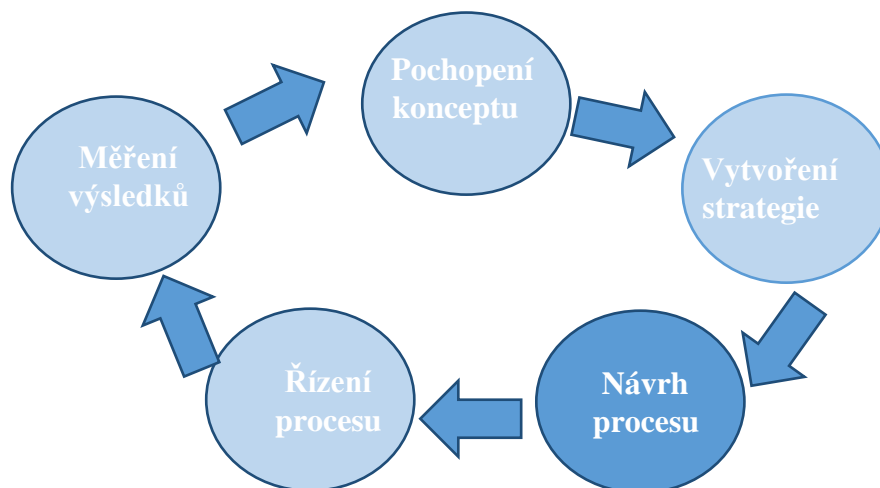 Pochopení
konceptu
Vytvoření
strategie
Návrh
procesu
Řízení
procesu
Měření
výsledků